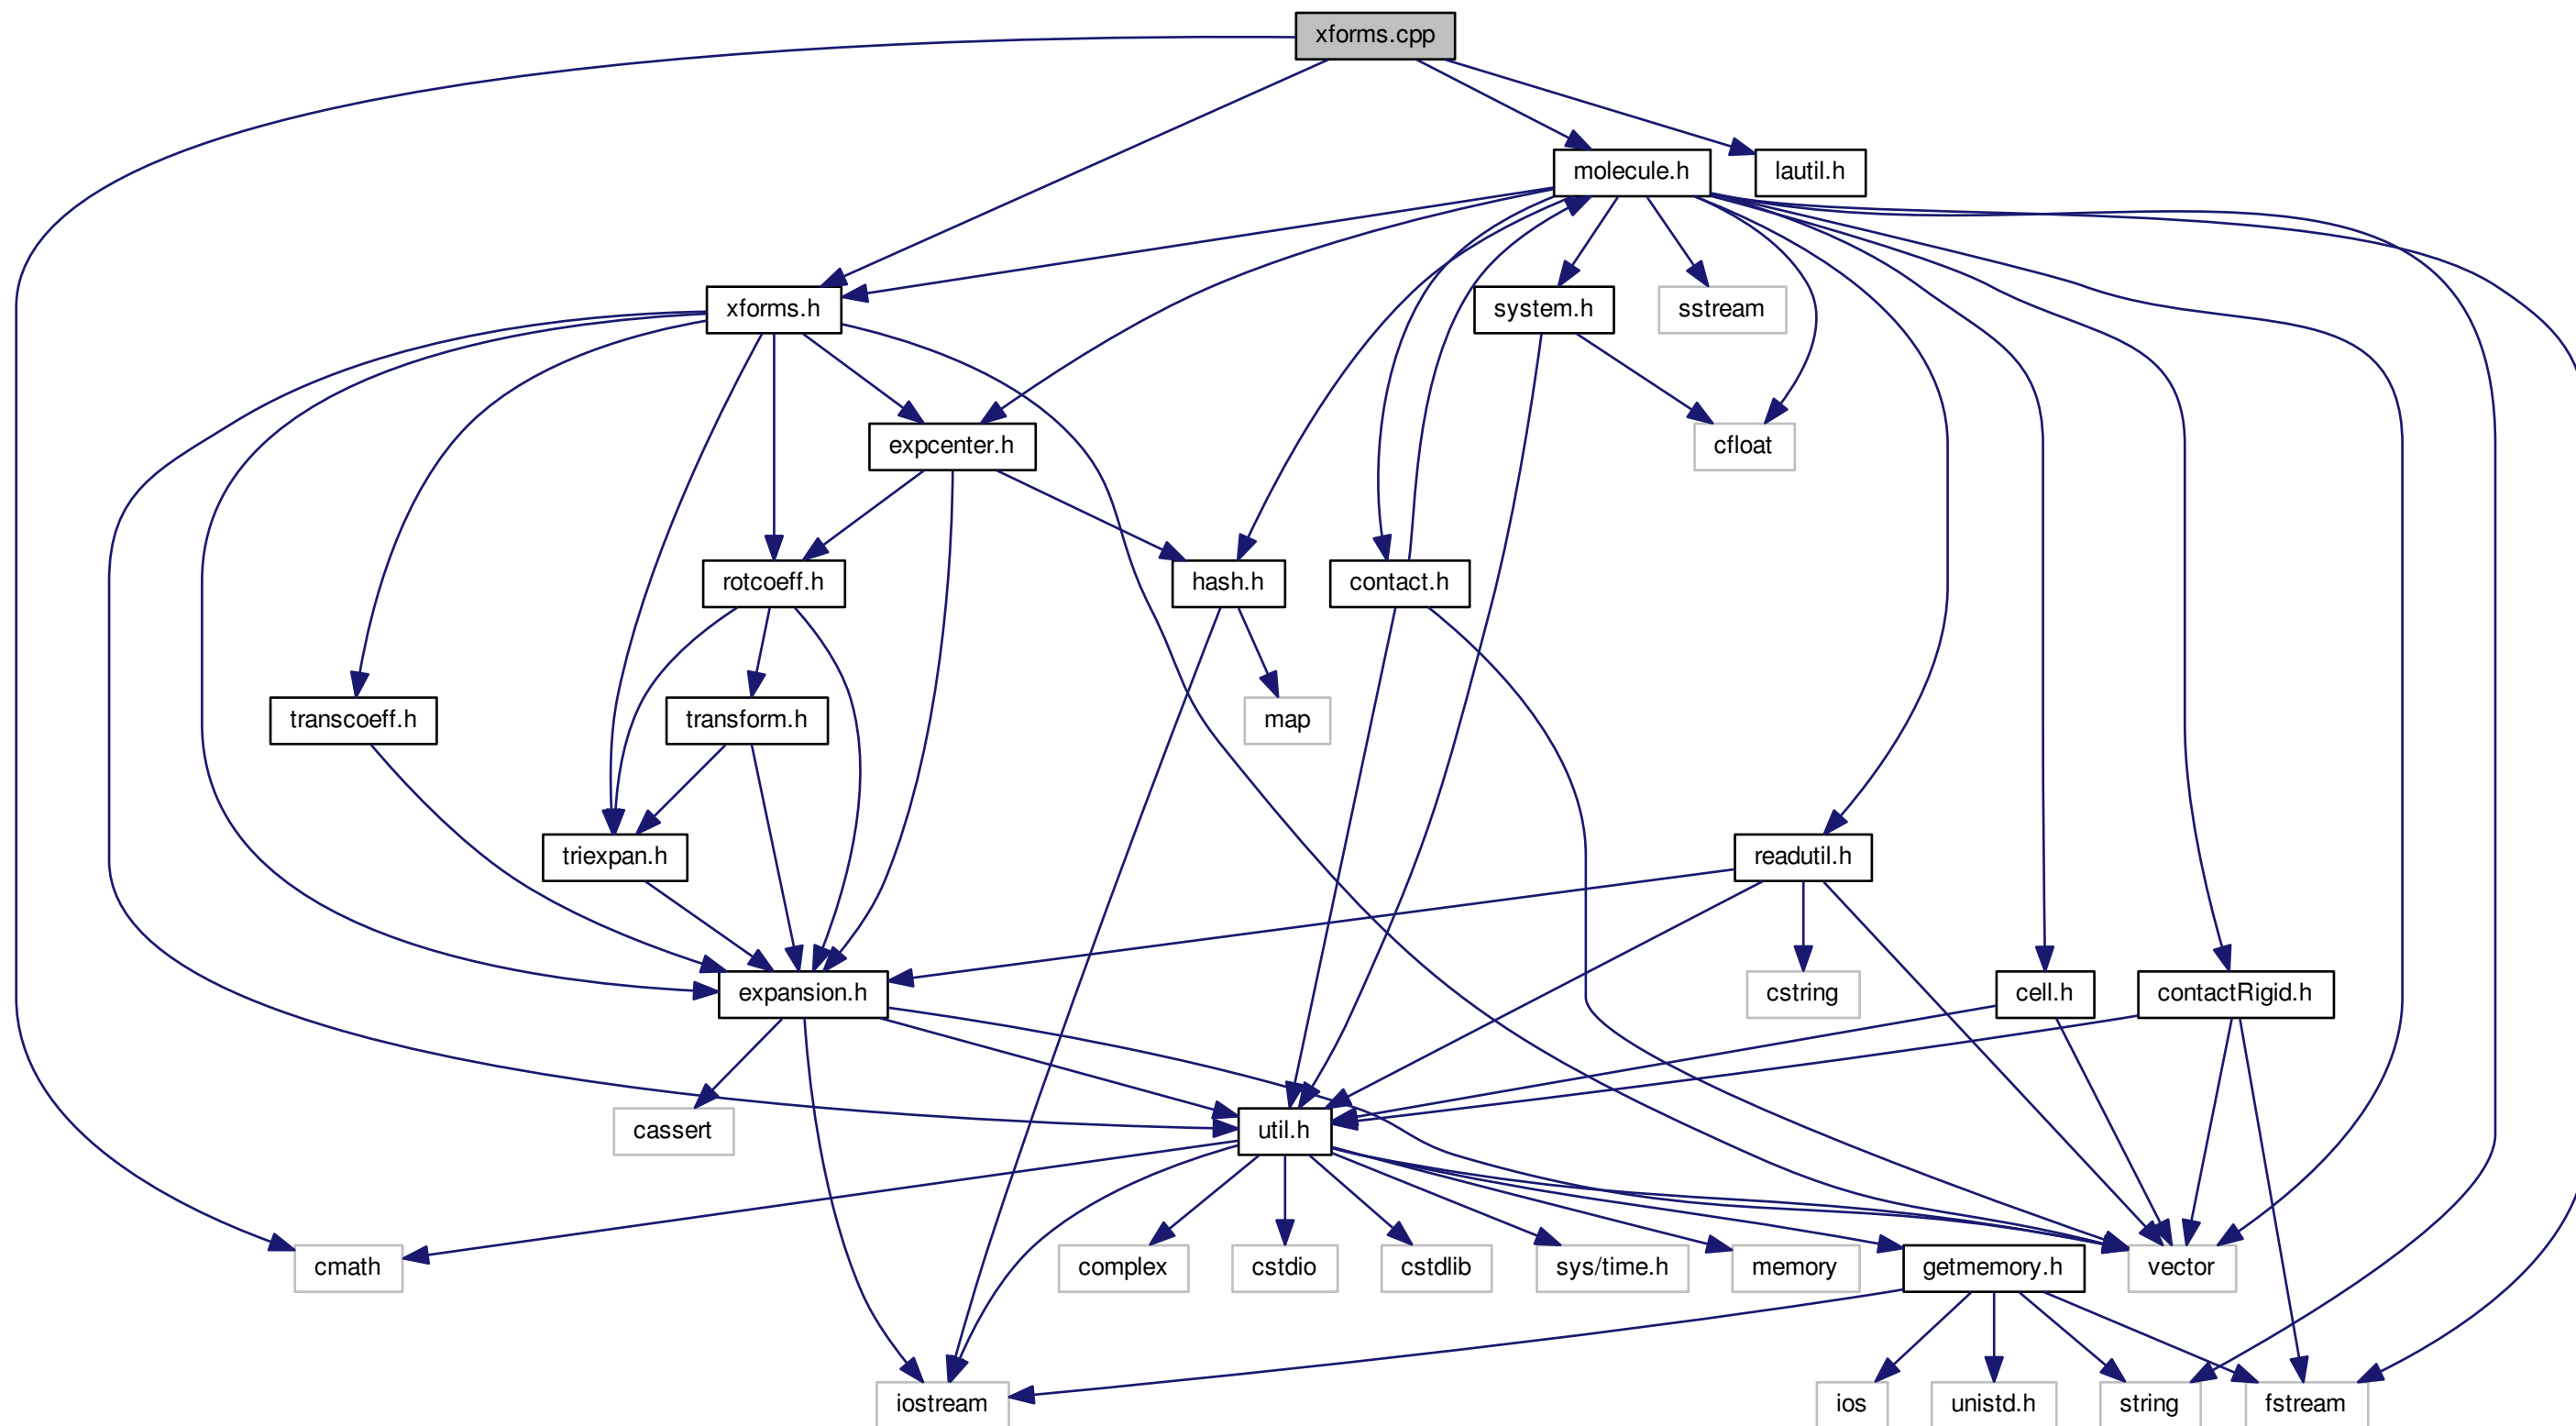 xforms.cpp
molecule.h
lautil.h
xforms.h
system.h
sstream
expcenter.h
cfloat
rotcoeff.h
hash.h
contact.h
transcoeff.h
transform.h
map
triexpan.h
readutil.h
expansion.h
cstring
cell.h
contactRigid.h
cassert
util.h
cmath
complex
cstdio
cstdlib
sys/time.h
memory
getmemory.h
vector
iostream
ios
unistd.h
string
fstream